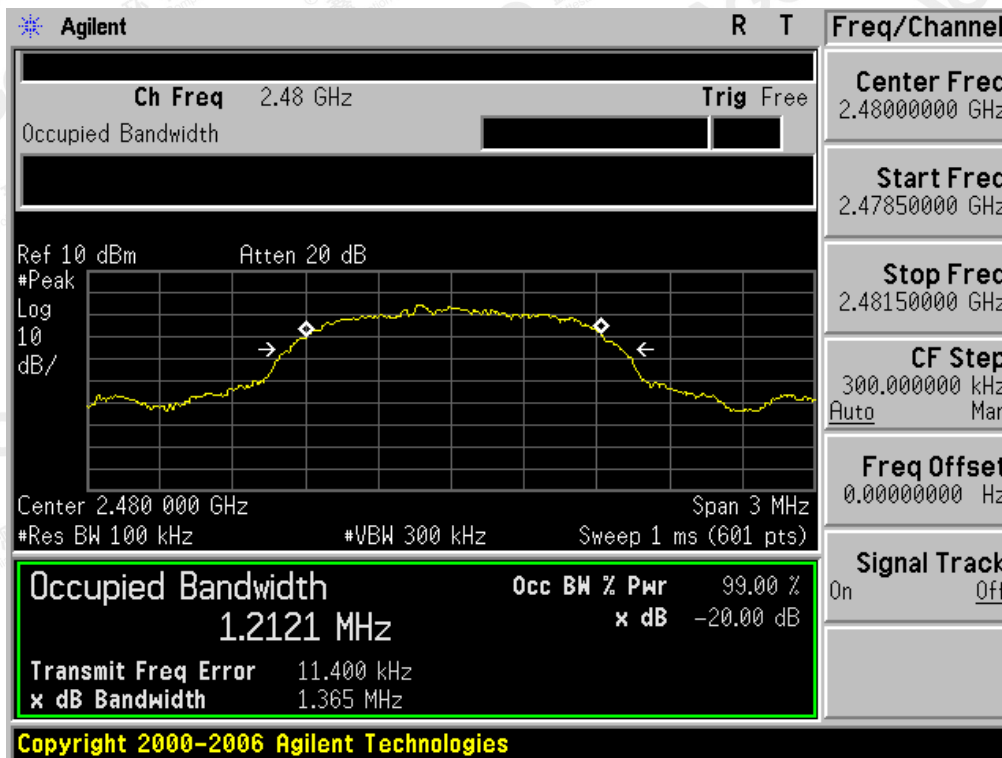 Agilent R T Freq/Channel
Ch Freq 2.48 GHz Trig Free
Occupied Bandwidth
Center Freq
2.48000000 GHz
Start Freq
2.47850000 GHz
Stop Freq
2.48150000 GHz
CF Step
300.000000 kHz
Auto Man
Freq Offset
0.00000000 Hz
Signal Track
On Off
Ref 10 dBm Atten 20 dB
#Peak
Log
10
dB/
Center 2.480 000 GHz Span 3 MHz
#Res BW 100 kHz #VBW 300 kHz Sweep 1 ms (601 pts)
Occupied Bandwidth Occ BW % Pwr 99.00 %
1.2121 MHz x dB -20.00 dB
Transmit Freq Error 11.400 kHz
x dB Bandwidth 1.365 MHz
Copyright 2000-2006 Agilent Technologies